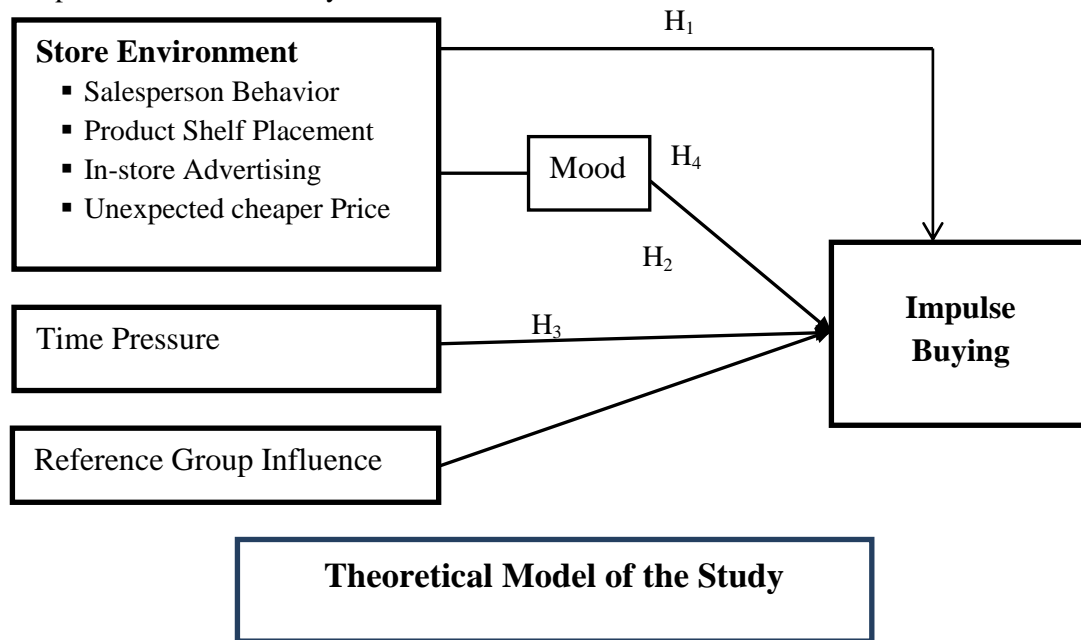 H1
Store Environment
▪ Salesperson Behavior
▪ Product Shelf Placement
▪ In-store Advertising
▪ Unexpected cheaper Price
Mood
H4
H2
Impulse
Buying
Time Pressure
H3
Reference Group Influence
Theoretical Model of the Study